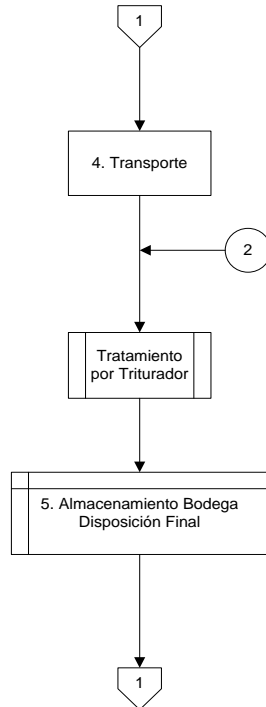 1
4. Transporte
2
Tratamiento
por Triturador
5. Almacenamiento Bodega
Disposición Final
1